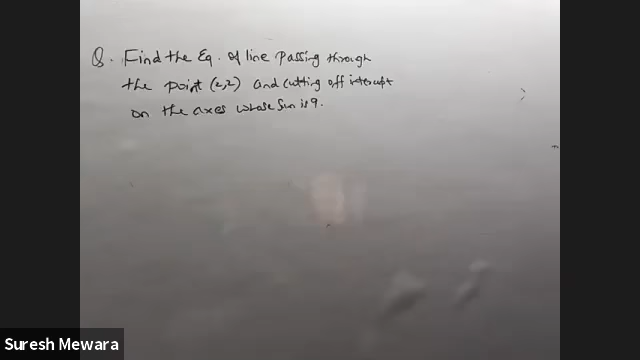 Q. Find the Eq. of line passing through
the point (2,2) and cutting off intercept
on the axes whose sum is 9.
Suresh Mewara